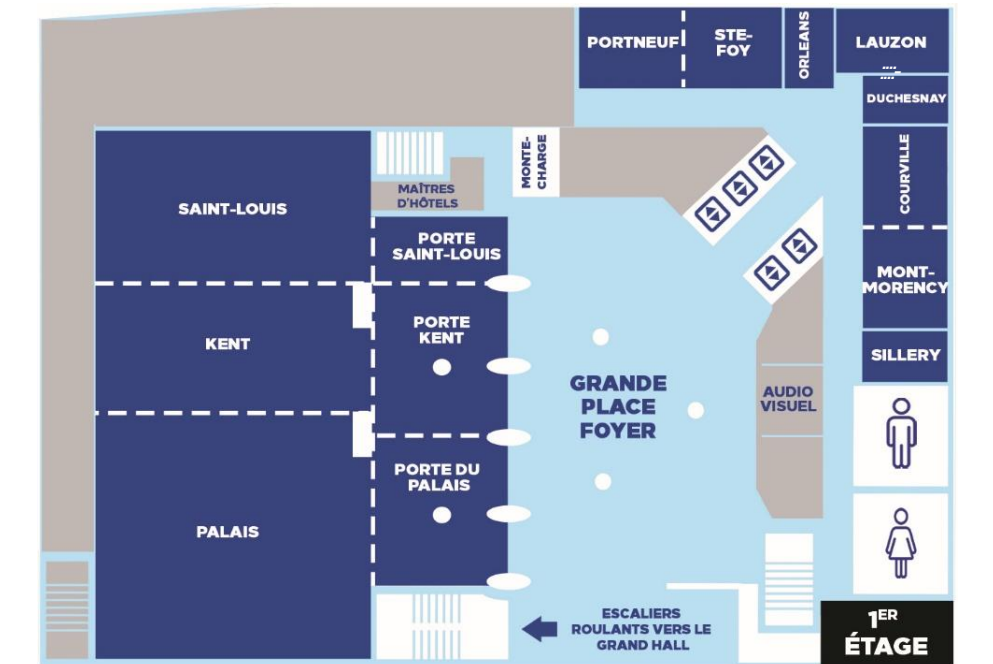 PORTNEUF
STE-
FOY
ORLEANS
LAUZON
DUCHESNAY
COURVILLE
MONT-
MORENCY
SILLERY
MONTE-
CHARGE
MAÎTRES
D'HÔTELS
SAINT-LOUIS
PORTE
SAINT-LOUIS
KENT
PORTE
KENT
GRANDE
PLACE
FOYER
AUDIO
VISUEL
PALAIS
PORTE DU
PALAIS
ESCALIERS
ROULANTS VERS LE
GRAND HALL
1ER
ÉTAGE